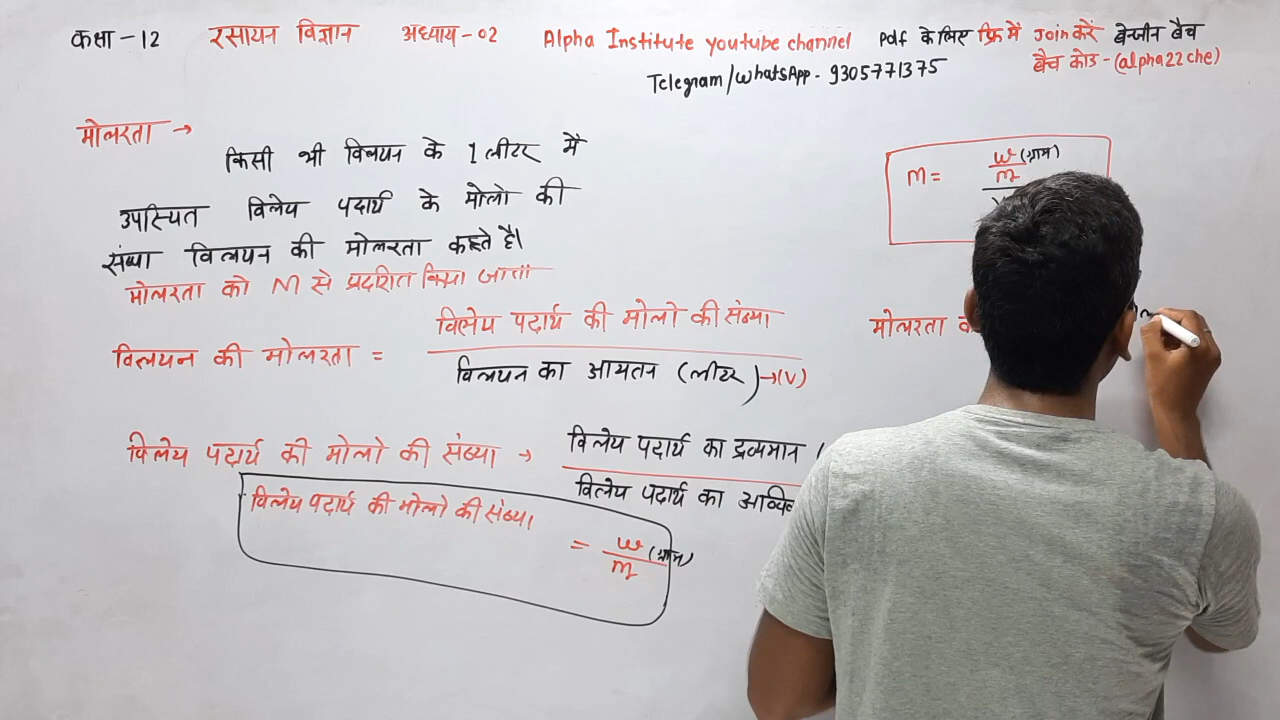 कक्षा -12 रसायन विज्ञान अध्याय -02 Alpha Institute youtube channel Pdf के लिए फ्रि में Join करें बेन्जीन बैच
Telegram/WhatsApp - 9305771375 बैच कोड - (alpha22che)
मोलरता →
किसी भी विलयन के 1 लीटर में
उपस्थित विलेय पदार्थ के मोलो की
संख्या विलयन की मोलरता कहते है।
मोलरता को M से प्रदर्शित किया जाता
विलयन की मोलरता = विलेय पदार्थ की मोलो की संख्या
विलयन का आयतन (लीटर) → (V)
विलेय पदार्थ की मोलो की संख्या → विलेय पदार्थ का द्रव्यमान (
विलेय पदार्थ का
विलेय पदार्थ की मोलो की संख्या
= w/m (ग्राम)
M = w/m (ग्राम)
मोलरता